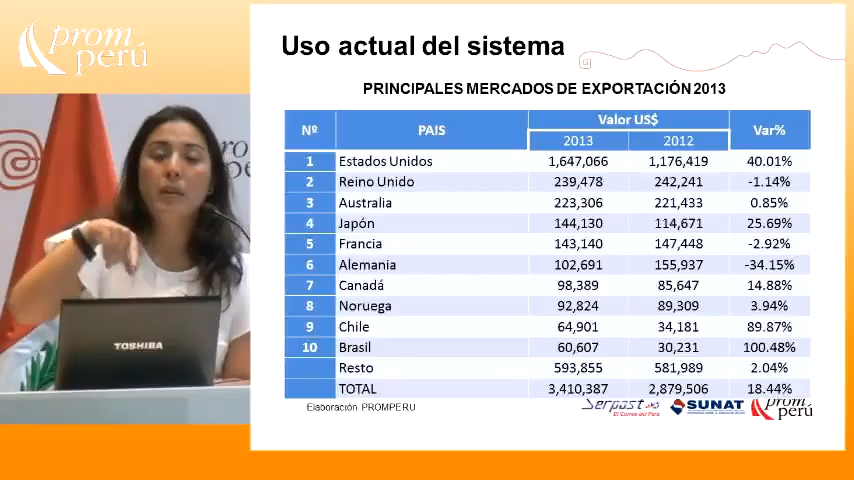 prom
perú
Uso actual del sistema
PRINCIPALES MERCADOS DE EXPORTACIÓN 2013
Nº PAIS Valor US$ Var%
2013 2012
1 Estados Unidos 1,647,066 1,176,419 40.01%
2 Reino Unido 239,478 242,241 -1.14%
3 Australia 223,306 221,433 0.85%
4 Japón 144,130 114,671 25.69%
5 Francia 143,140 147,448 -2.92%
6 Alemania 102,691 155,937 -34.15%
7 Canadá 98,389 85,647 14.88%
8 Noruega 92,824 89,309 3.94%
9 Chile 64,901 34,181 89.87%
10 Brasil 60,607 30,231 100.48%
Resto 593,855 581,989 2.04%
TOTAL 3,410,387 2,879,506 18.44%
Elaboración PROMPERU
Serpost
El Correo del Perú
SUNAT
prom
perú
TOSHIBA